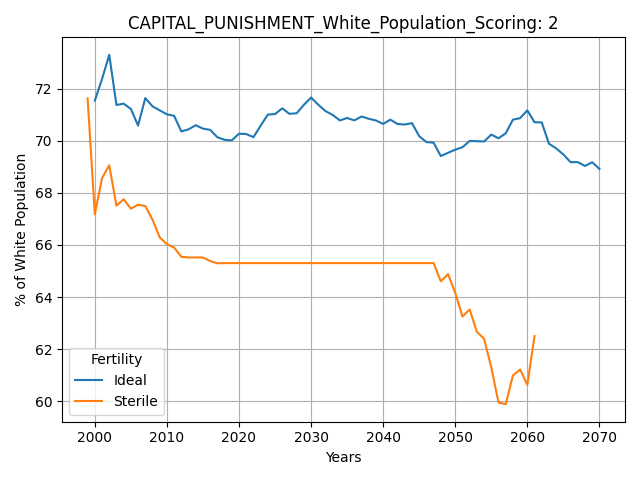 CAPITAL_PUNISHMENT_White_Population_Scoring: 2
% of White Population
72
70
68
66
64
62
60
Fertility
Ideal
Sterile
2000 2010 2020 2030 2040 2050 2060 2070
Years